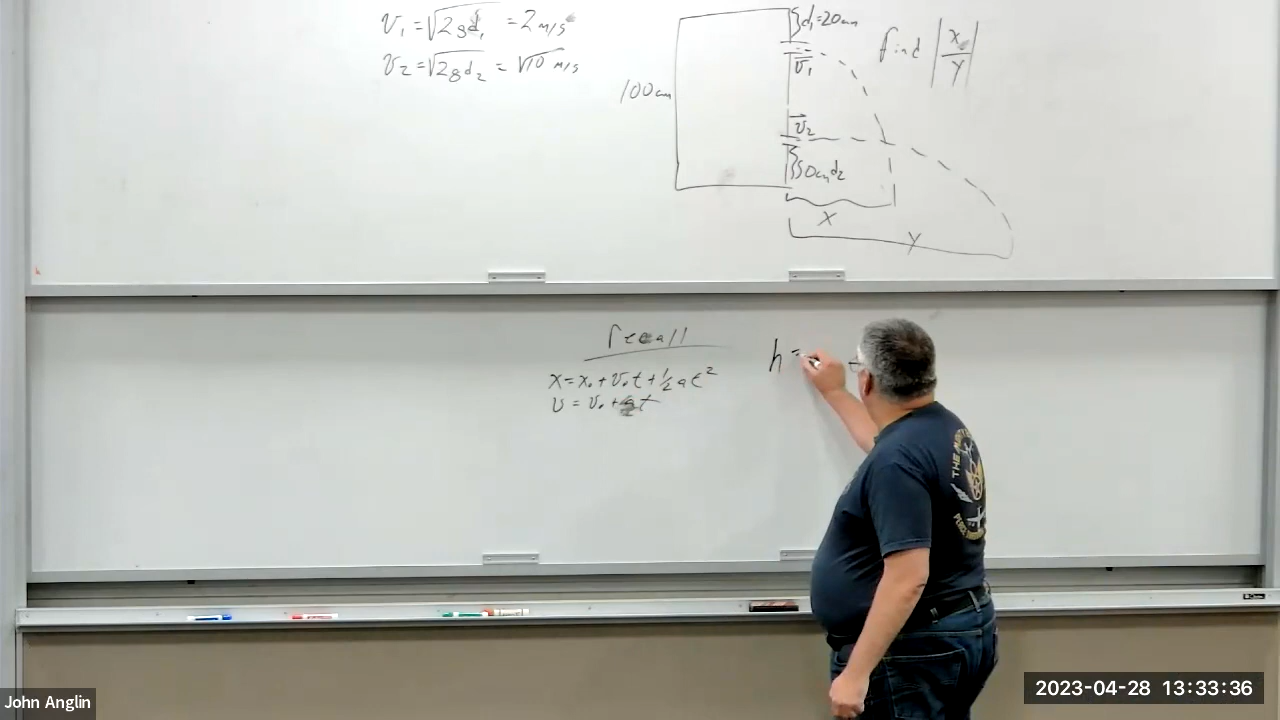 v₁ = √2gd₁ = 2 m/s
v₂ = √2gd₂ = √10 m/s
100cm
d₁=20cm
v₁
v₂
50cm d₂
x
y
find |x/y|
recall
x = x₀ + v₀t + ½at²
v = v₀ + at
h =
THE
John Anglin
2023-04-28 13:33:36